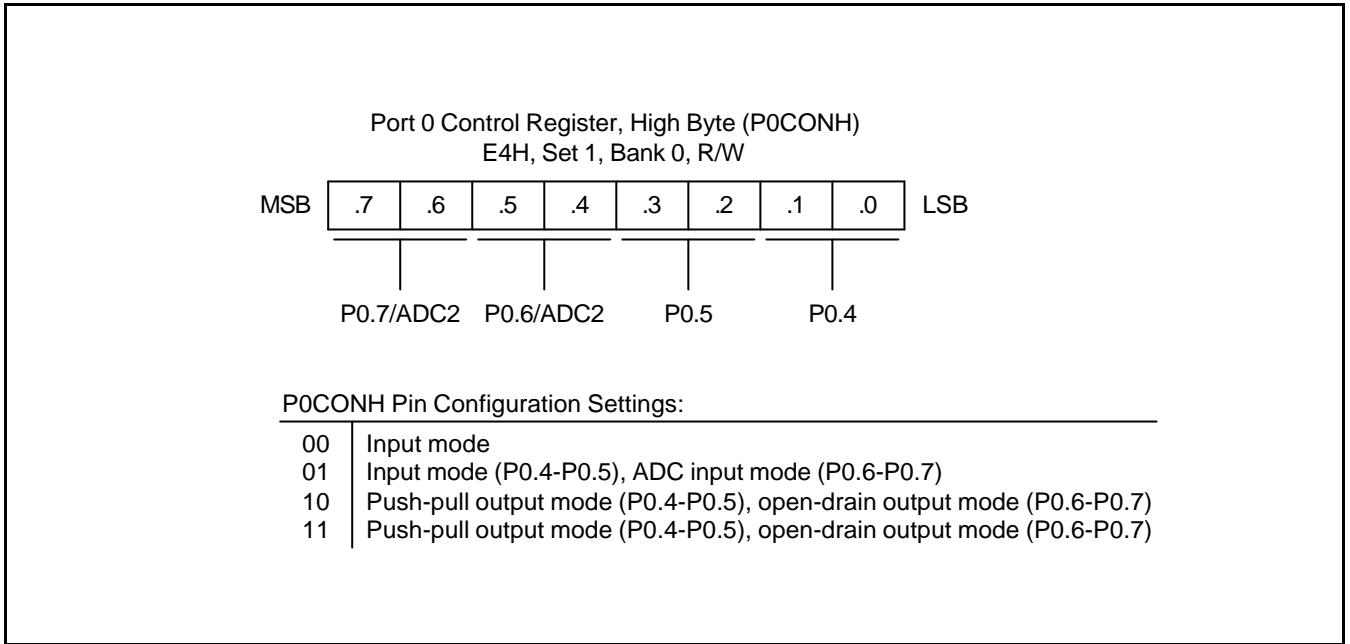 Port 0 Control Register, High Byte (P0CONH)
E4H, Set 1, Bank 0, R/W
MSB .7 .6 .5 .4 .3 .2 .1 .0 LSB
P0.7/ADC2 P0.6/ADC2 P0.5 P0.4
P0CONH Pin Configuration Settings:
00 Input mode
01 Input mode (P0.4-P0.5), ADC input mode (P0.6-P0.7)
10 Push-pull output mode (P0.4-P0.5), open-drain output mode (P0.6-P0.7)
11 Push-pull output mode (P0.4-P0.5), open-drain output mode (P0.6-P0.7)